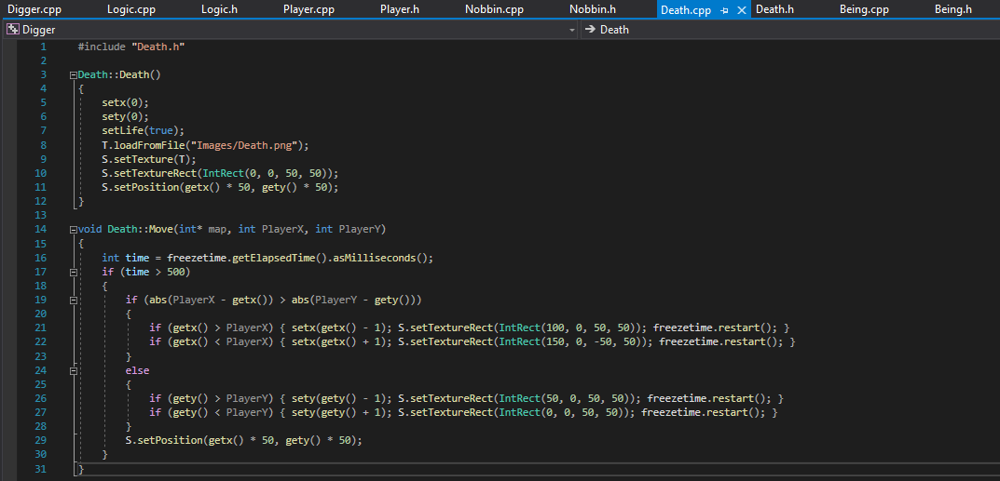 Digger.cpp Logic.cpp Logic.h Player.cpp Player.h Nobbin.cpp Nobbin.h Death.cpp Death.h Being.cpp Being.h
Digger Death
1 #include "Death.h"
2
3 Death::Death()
4 {
5 setx(0);
6 sety(0);
7 setLife(true);
8 T.loadFromFile("Images/Death.png");
9 S.setTexture(T);
10 S.setTextureRect(IntRect(0, 0, 50, 50));
11 S.setPosition(getx() * 50, gety() * 50);
12 }
13
14 void Death::Move(int* map, int PlayerX, int PlayerY)
15 {
16 int time = freezetime.getElapsedTime().asMilliseconds();
17 if (time > 500)
18 {
19 if (abs(PlayerX - getx()) > abs(PlayerY - gety()))
20 {
21 if (getx() > PlayerX) { setx(getx() - 1); S.setTextureRect(IntRect(100, 0, 50, 50)); freezetime.restart(); }
22 if (getx() < PlayerX) { setx(getx() + 1); S.setTextureRect(IntRect(150, 0, -50, 50)); freezetime.restart(); }
23 }
24 else
25 {
26 if (gety() > PlayerY) { sety(gety() - 1); S.setTextureRect(IntRect(50, 0, 50, 50)); freezetime.restart(); }
27 if (gety() < PlayerY) { sety(gety() + 1); S.setTextureRect(IntRect(0, 0, 50, 50)); freezetime.restart(); }
28 }
29 S.setPosition(getx() * 50, gety() * 50);
30 }
31 }